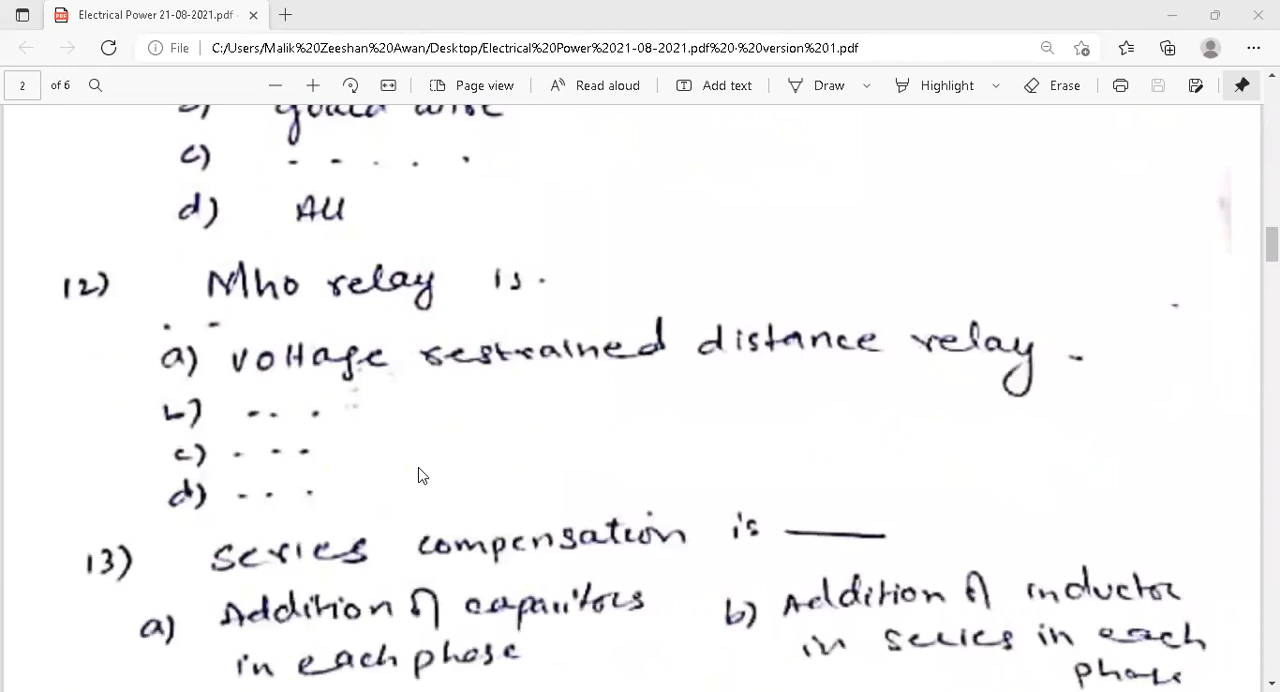 Electrical Power 21-08-2021.pdf
File C:/Users/Malik%20Zeeshan%20Awan/Desktop/Electrical%20Power%2021-08-2021.pdf%20-%20version%201.pdf
2 of 6 Page view Read aloud Add text Draw Highlight Erase
c) - - . . .
d) All
12) Mho relay is.
a) Voltage restrained distance relay.
b) - - .
c) - - -
d) - - .
13) Series compensation is ___
a) Addition of capacitors
in each phase
b) Addition of inductor
in series in each
phase